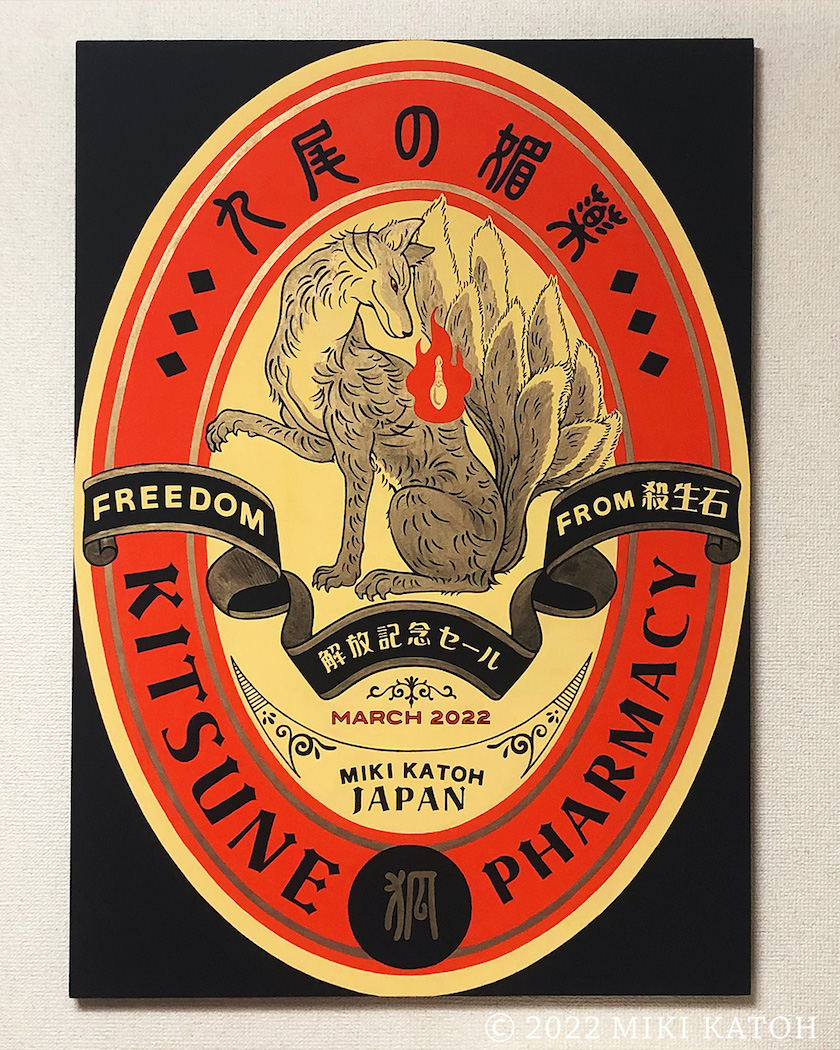 九尾の媚薬
FREEDOM FROM 殺生石
解放記念セール
MARCH 2022
MIKI KATOH
JAPAN
KITSUNE PHARMACY
狐
© 2022 MIKI KATOH